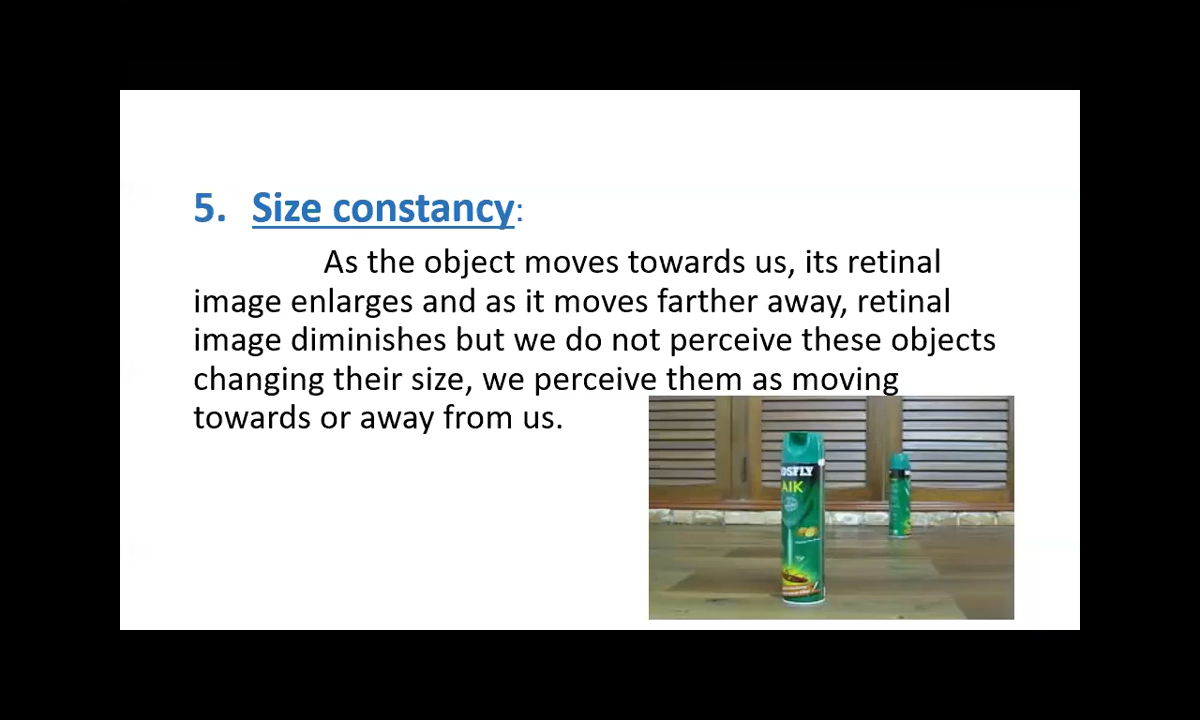 5. Size constancy:
As the object moves towards us, its retinal
image enlarges and as it moves farther away, retinal
image diminishes but we do not perceive these objects
changing their size, we perceive them as moving
towards or away from us.
OSFLY
AIK